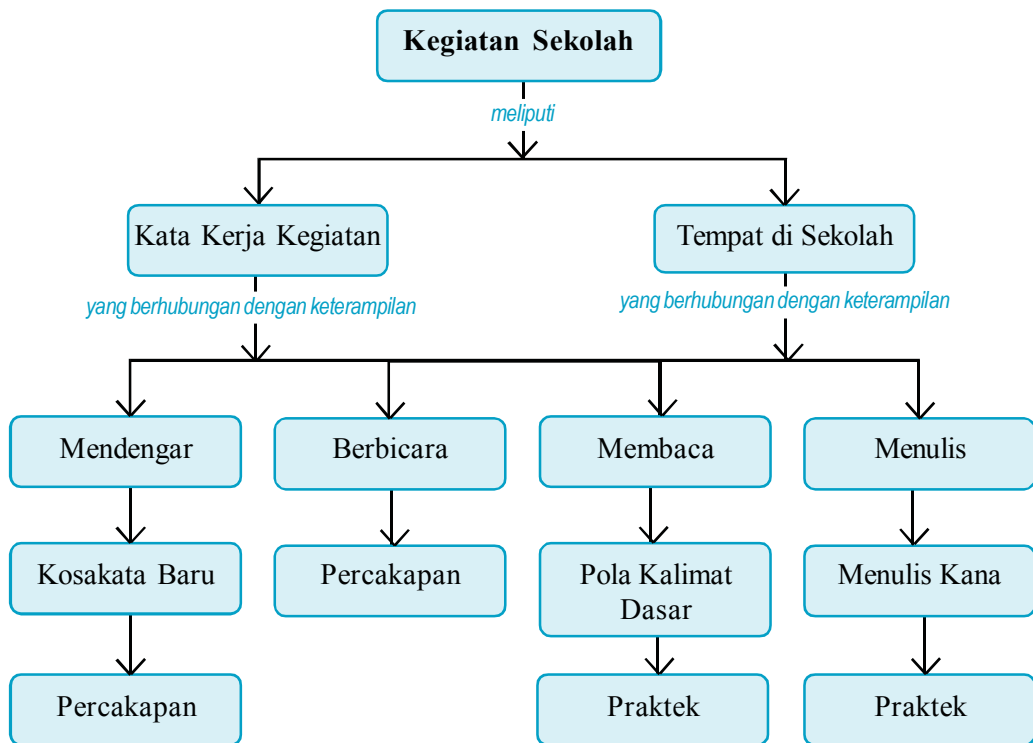 Kegiatan Sekolah
meliputi
Kata Kerja Kegiatan
Tempat di Sekolah
yang berhubungan dengan keterampilan
yang berhubungan dengan keterampilan
Mendengar
Berbicara
Membaca
Menulis
Kosakata Baru
Percakapan
Pola Kalimat
Dasar
Menulis Kana
Percakapan
Praktek
Praktek